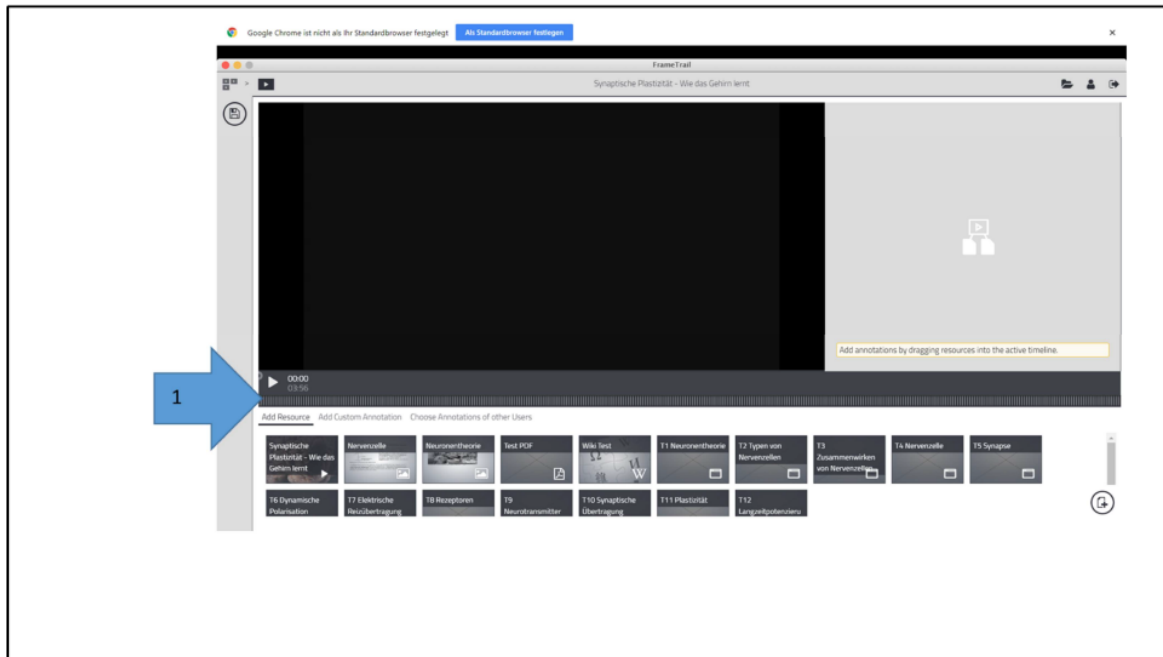 Google Chrome ist nicht als Ihr Standardbrowser festgelegt
Als Standardbrowser festlegen
FrameTrail
Synaptische Plastizität - Wie das Gehirn lernt
Add annotations by dragging resources into the active timeline.
00:00
03:56
1
Add Resource Add Custom Annotation Choose Annotations of other Users
Synaptische
Plastizität - Wie das
Gehirn lernt
Nervenzelle
Neuronentheorie
Test PDF
Wiki Test
W
T1 Neuronentheorie
T2 Typen von
Nervenzellen
T3
Zusammenwirken
von Nervenzellen
T4 Nervenzelle
T5 Synapse
T6 Dynamische
Polarisation
T7 Elektrische
Reizübertragung
T8 Rezeptoren
T9
Neurotransmitter
T10 Synaptische
Übertragung
T11 Plastizität
T12
Langzeitpotenzieru